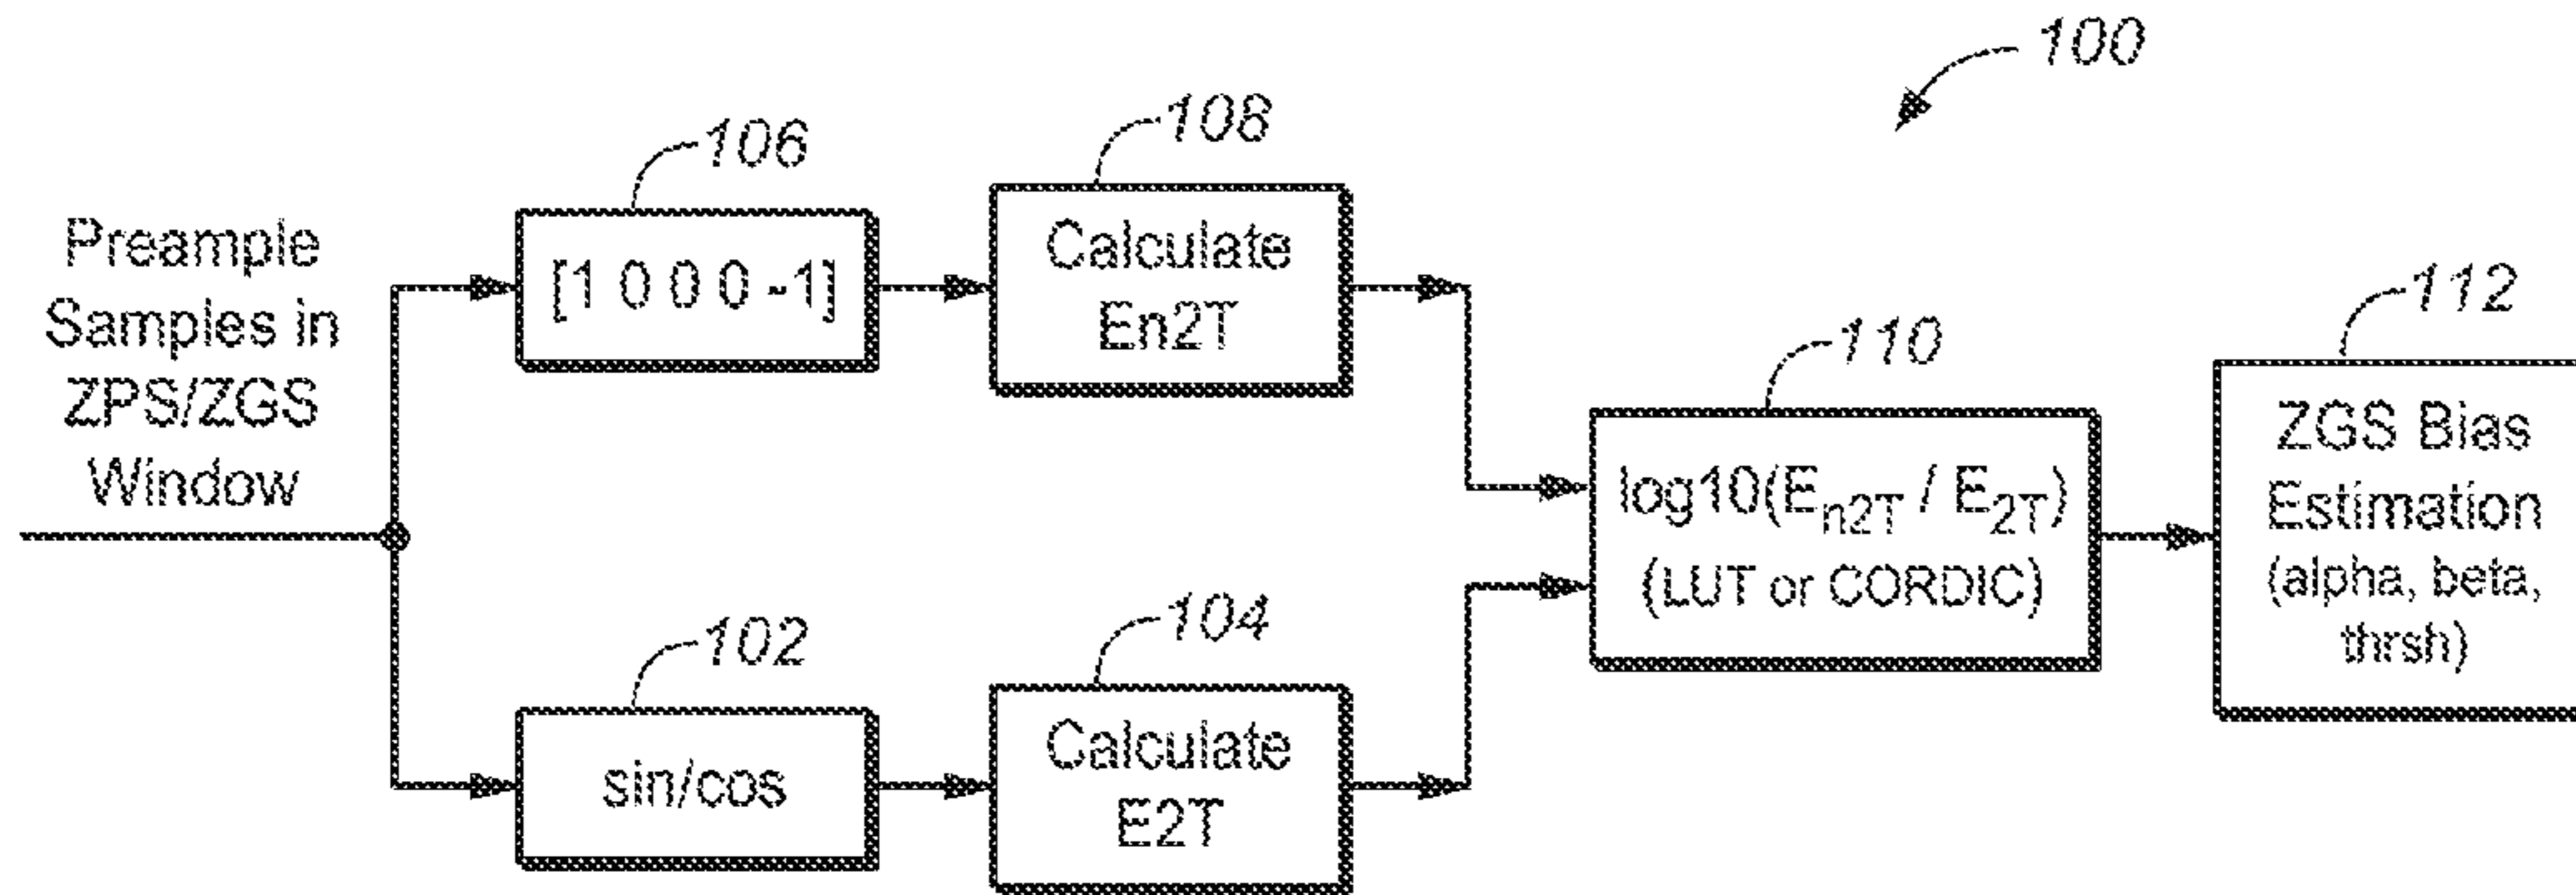 100
Preample
Samples in
ZPS/ZGS
Window
106
[1 0 0 0 -1]
108
Calculate
En2T
102
sin/cos
104
Calculate
E2T
110
log10(En2T / E2T)
(LUT or CORDIC)
112
ZGS Bias
Estimation
(alpha, beta,
thrsh)